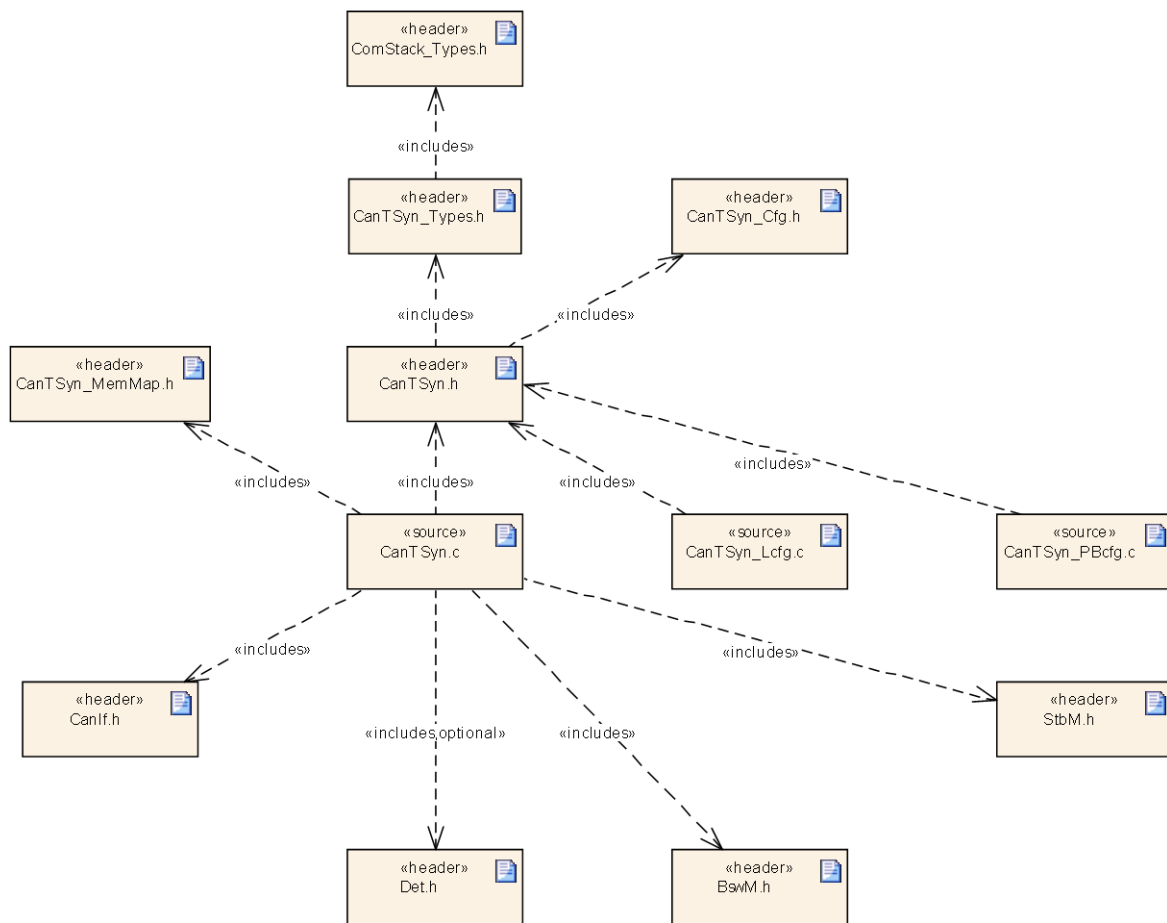 «header»
ComStack_Types.h
«includes»
«header»
CanTSyn_Types.h
«header»
CanTSyn_Cfg.h
«includes»
«includes»
«header»
CanTSyn_MemMap.h
«header»
CanTSyn.h
«includes»
«includes»
«includes»
«includes»
«source»
CanTSyn.c
«source»
CanTSyn_Lcfg.c
«source»
CanTSyn_PBcfg.c
«includes»
«includes»
«header»
CanIf.h
«includes,optional»
«includes»
«header»
StbM.h
«header»
Det.h
«header»
BswM.h